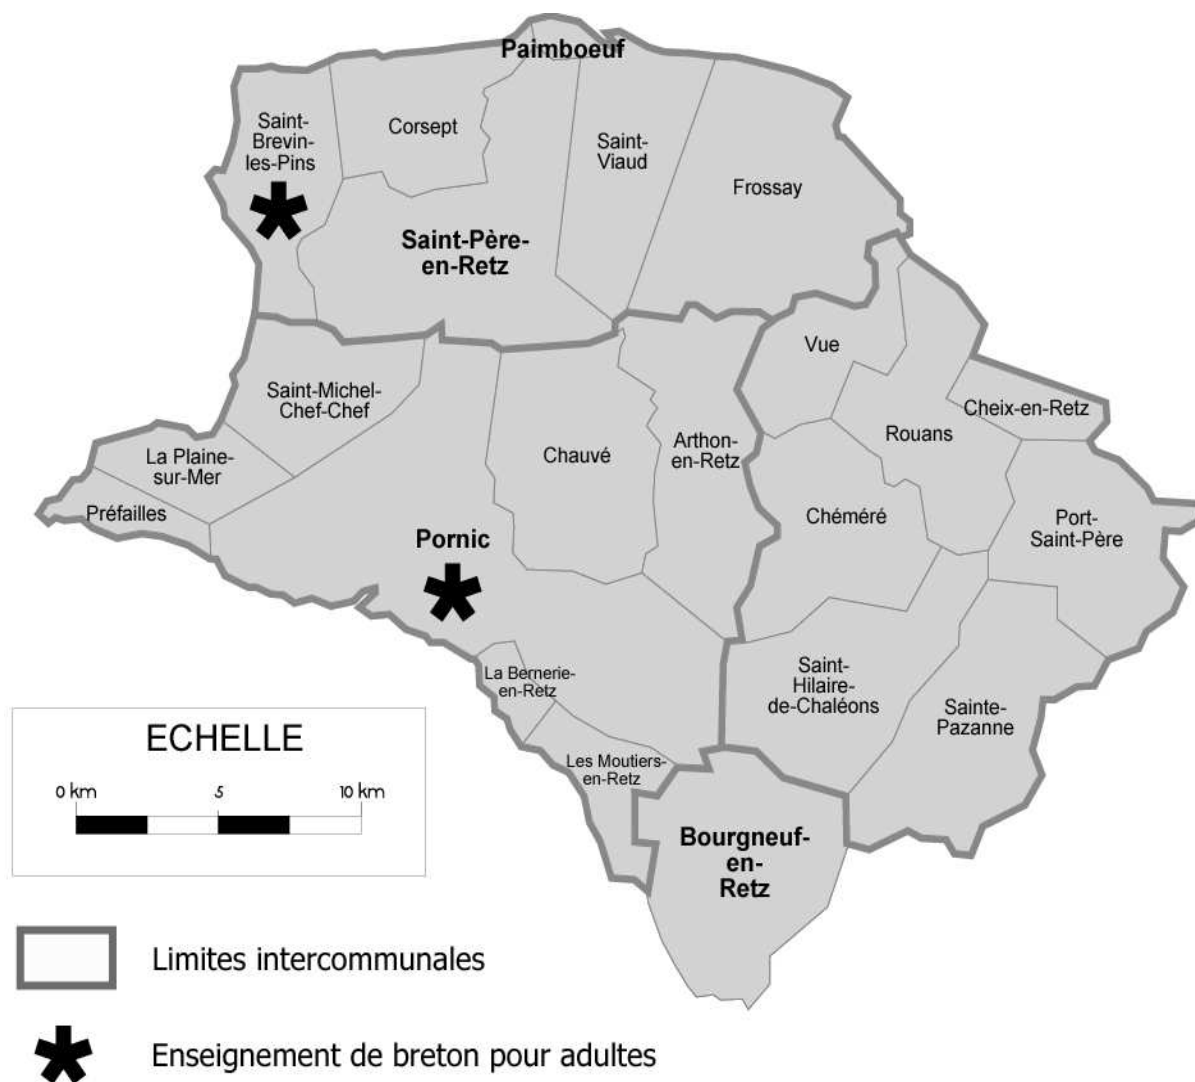 Paimboeuf
Saint-
Brevin-
les-Pins
Corsept
Saint-
Viaud
Frossay
Saint-Père-
en-Retz
Vue
Saint-Michel-
Chef-Chef
Cheix-en-Retz
Rouans
La Plaine-
sur-Mer
Chauvé
Arthon-
en-Retz
Préfailles
Chéméré
Port-
Saint-Père
Pornic
La Bernerie-
en-Retz
Saint-
Hilaire-
de-Chaléons
Sainte-
Pazanne
Les Moutiers-
en-Retz
Bourgneuf-
en-
Retz
ECHELLE
0 km 5 10 km
Limites intercommunales
Enseignement de breton pour adultes